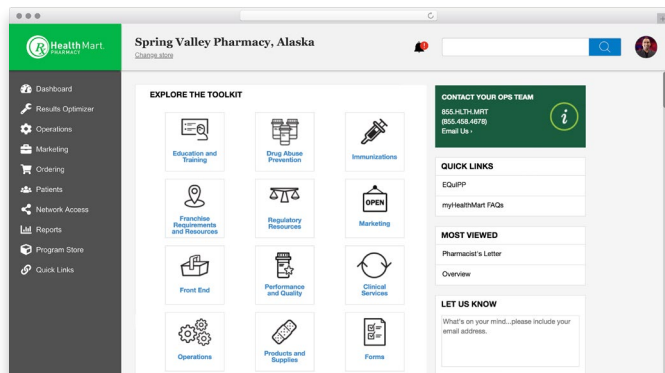 Health Mart.
PHARMACY
Spring Valley Pharmacy, Alaska
Change store
Dashboard
Results Optimizer
Operations
Marketing
Ordering
Patients
Network Access
Reports
Program Store
Quick Links
EXPLORE THE TOOLKIT
Education and
Training
Drug Abuse
Prevention
Immunizations
Franchise
Requirements
and Resources
Regulatory
Resources
OPEN
Marketing
Front End
Performance
and Quality
Clinical
Services
Operations
Products and
Supplies
Forms
CONTACT YOUR OPS TEAM
855.HLTH.MRT
(855.458.4678)
Email Us ›
i
QUICK LINKS
EQuIPP
myHealthMart FAQs
MOST VIEWED
Pharmacist's Letter
Overview
LET US KNOW
What's on your mind...please include your
email address.